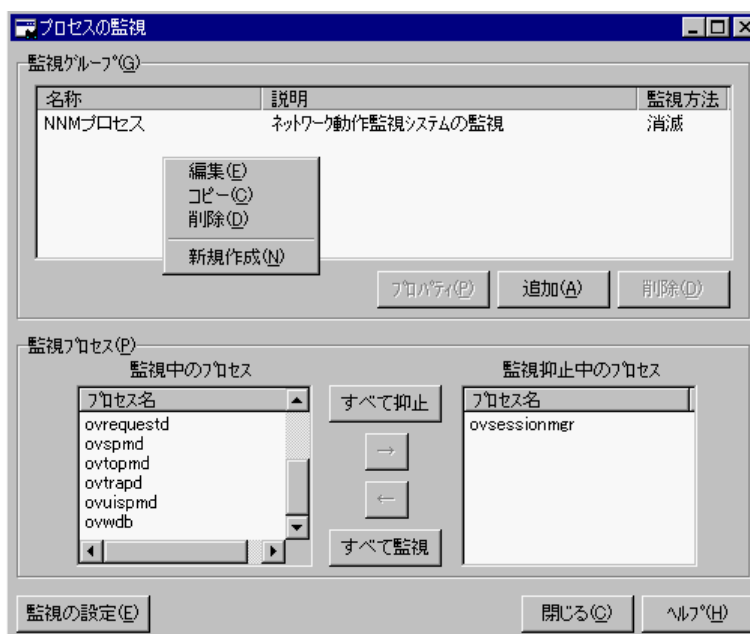 プロセスの監視
監視グループ(G)
名称 説明 監視方法
NNMプロセス ネットワーク動作監視システムの監視 消滅
編集(E)
コピー(C)
削除(D)
新規作成(N)
プロパティ(P) 追加(A) 削除(D)
監視プロセス(P)
監視中のプロセス 監視抑止中のプロセス
プロセス名 すべて抑止 プロセス名
ovrequestd ovsessionmgr
ovspmd
ovtopmd →
ovtrapd
ovuispmd ←
ovwdb
すべて監視
監視の設定(E) 閉じる(C) ヘルプ(H)